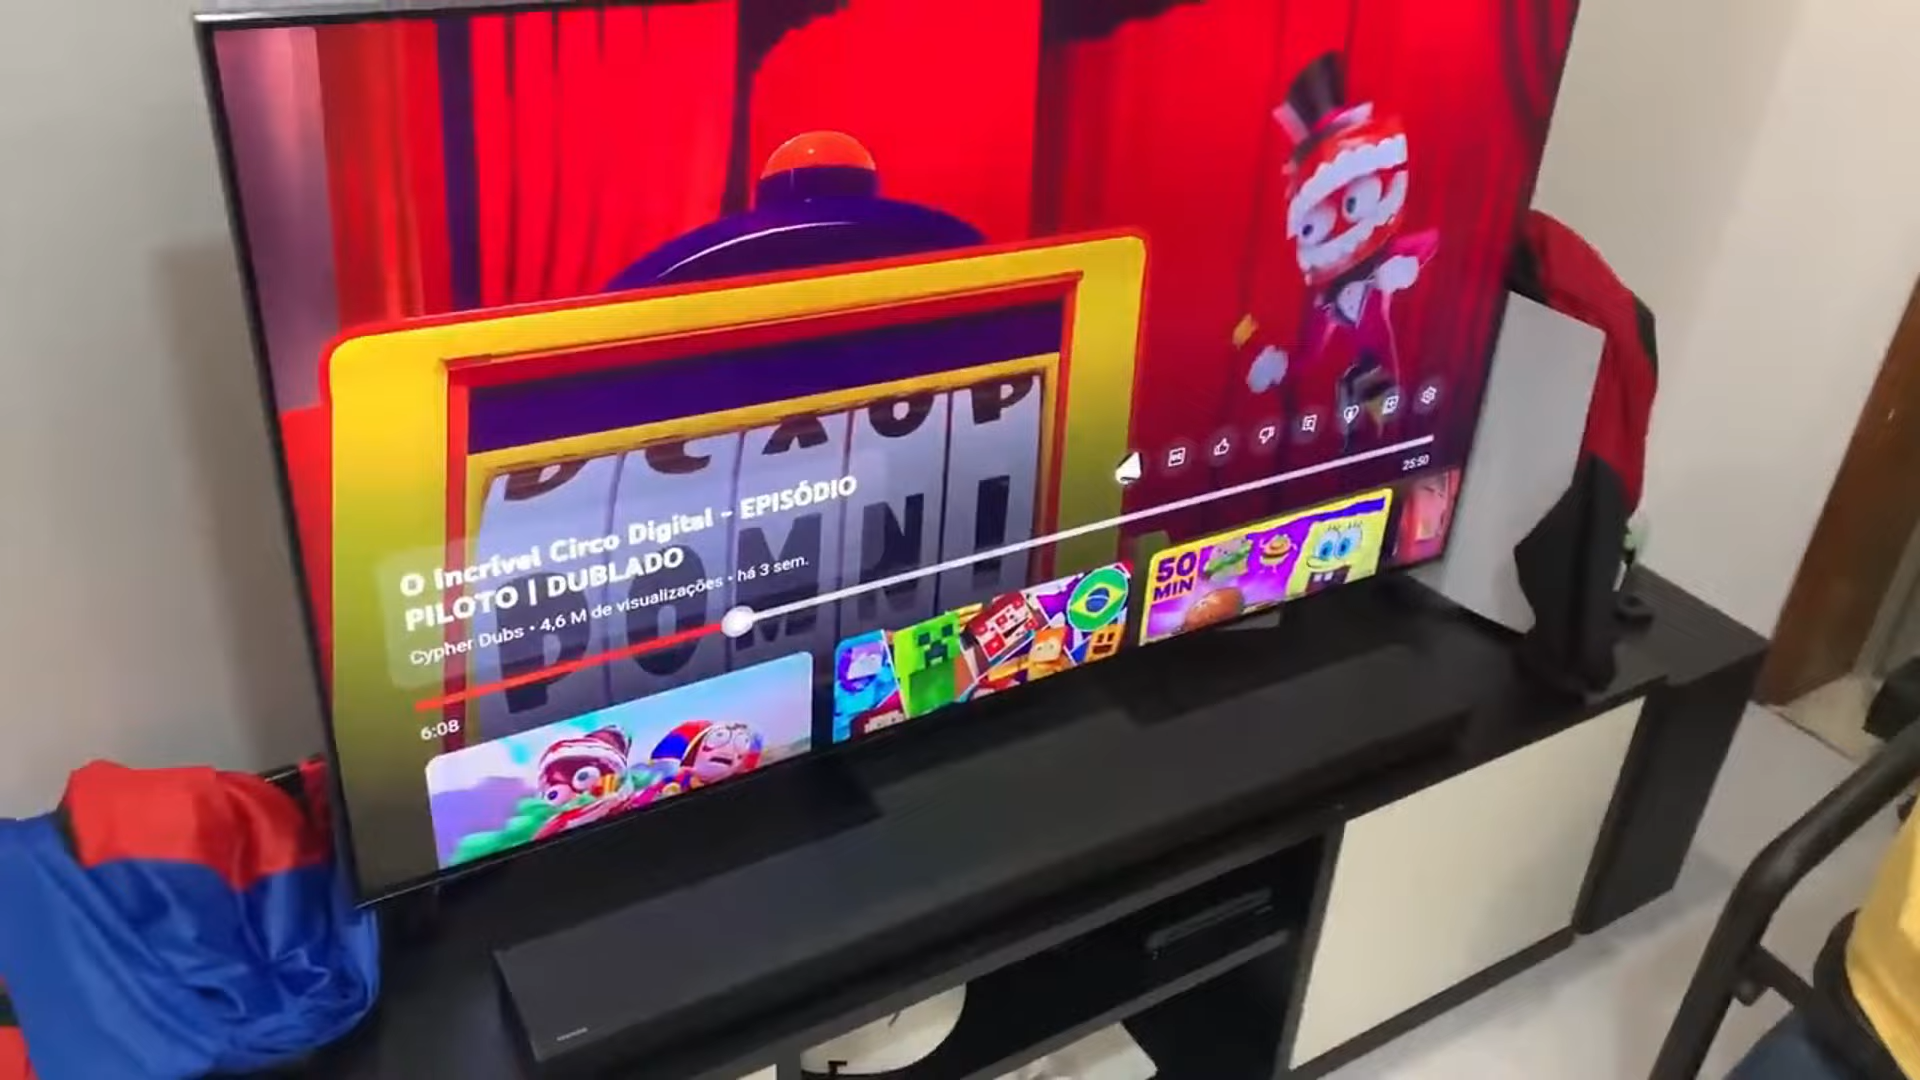 D C X O P
P O M N I
O Incrível Circo Digital - EPISÓDIO
PILOTO | DUBLADO
Cypher Dubs • 4,6 M de visualizações • há 3 sem.
6:08
25:50
50
MIN